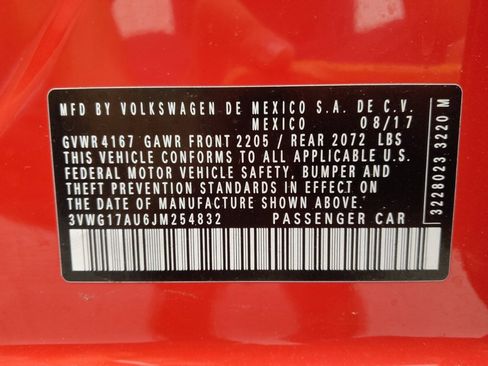 MFD BY VOLKSWAGEN DE MEXICO S.A. DE C.V.
MEXICO 08/17
GVWR 4167 GAWR FRONT 2205 / REAR 2072 LBS
THIS VEHICLE CONFORMS TO ALL APPLICABLE U.S.
FEDERAL MOTOR VEHICLE SAFETY, BUMPER AND
THEFT PREVENTION STANDARDS IN EFFECT ON
THE DATE OF MANUFACTURE SHOWN ABOVE.
3VWG17AU6JM254832 PASSENGER CAR
3228023 3220 M